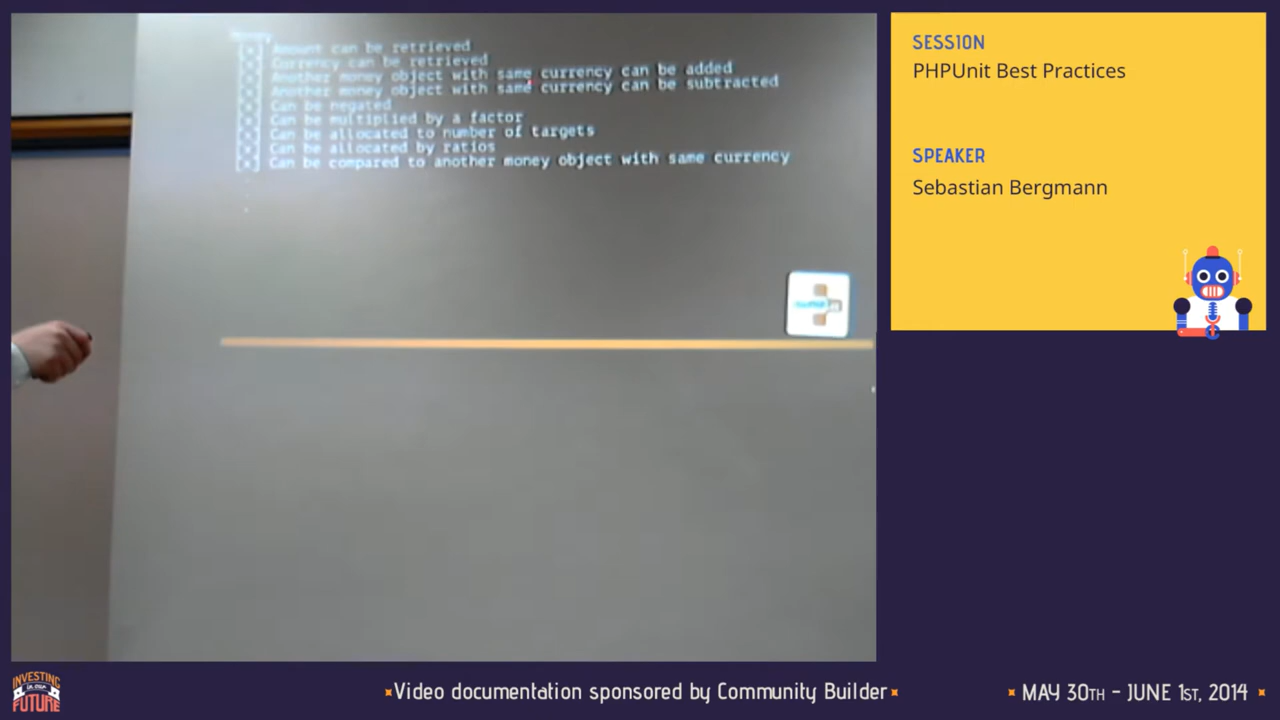 Money
[x] Amount can be retrieved
[x] Currency can be retrieved
[x] Another money object with same currency can be added
[x] Another money object with same currency can be subtracted
[x] Can be negated
[x] Can be multiplied by a factor
[x] Can be allocated to number of targets
[x] Can be allocated by ratios
[x] Can be compared to another money object with same currency
SESSION
PHPUnit Best Practices
SPEAKER
Sebastian Bergmann
INVESTING
IN OUR
FUTURE
Video documentation sponsored by Community Builder
MAY 30TH - JUNE 1ST, 2014